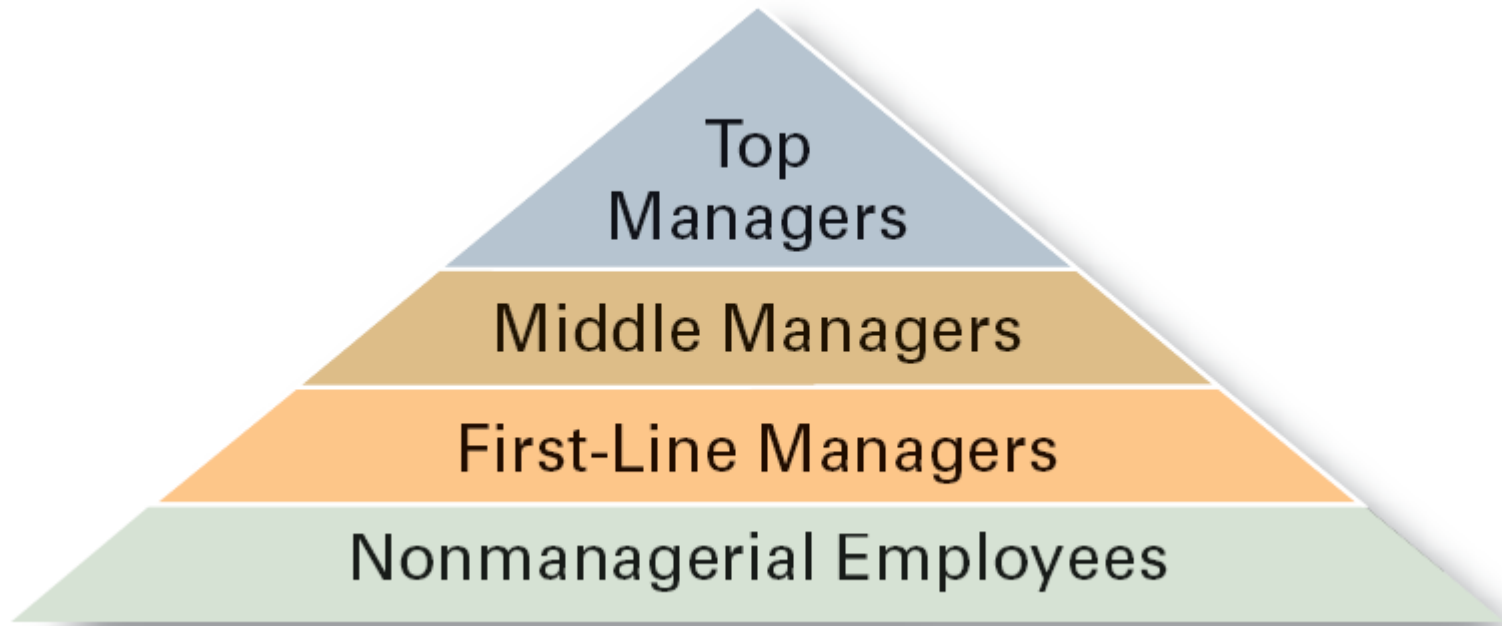 Top
Managers
Middle Managers
First-Line Managers
Nonmanagerial Employees